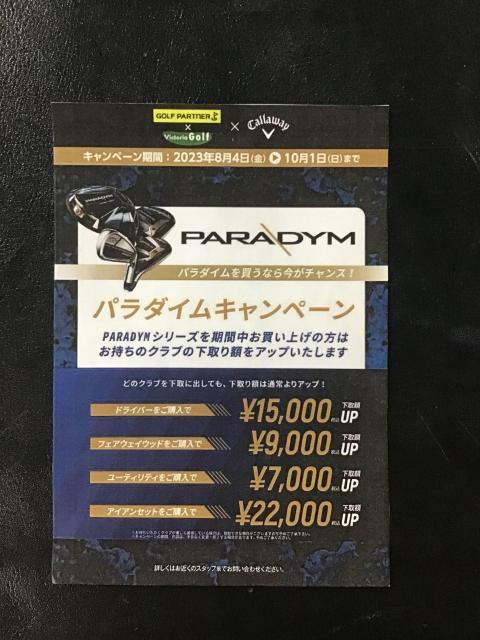 GOLF PARTNER
×
Victoria Golf
×
Callaway
キャンペーン期間：2023年8月4日(金) 10月1日(日)まで
PARADYM
パラダイムを買うなら今がチャンス！
パラダイムキャンペーン
PARADYMシリーズを期間中お買い上げの方は
お持ちのクラブの下取り額をアップいたします
どのクラブを下取に出しても、下取り額は通常よりアップ！
ドライバーをご購入で ¥15,000 税込 下取額 UP
フェアウェイウッドをご購入で ¥9,000 税込 下取額 UP
ユーティリティをご購入で ¥7,000 税込 下取額 UP
アイアンセットをご購入で ¥22,000 税込 下取額 UP
詳しくはお近くのスタッフまでお問い合わせください。